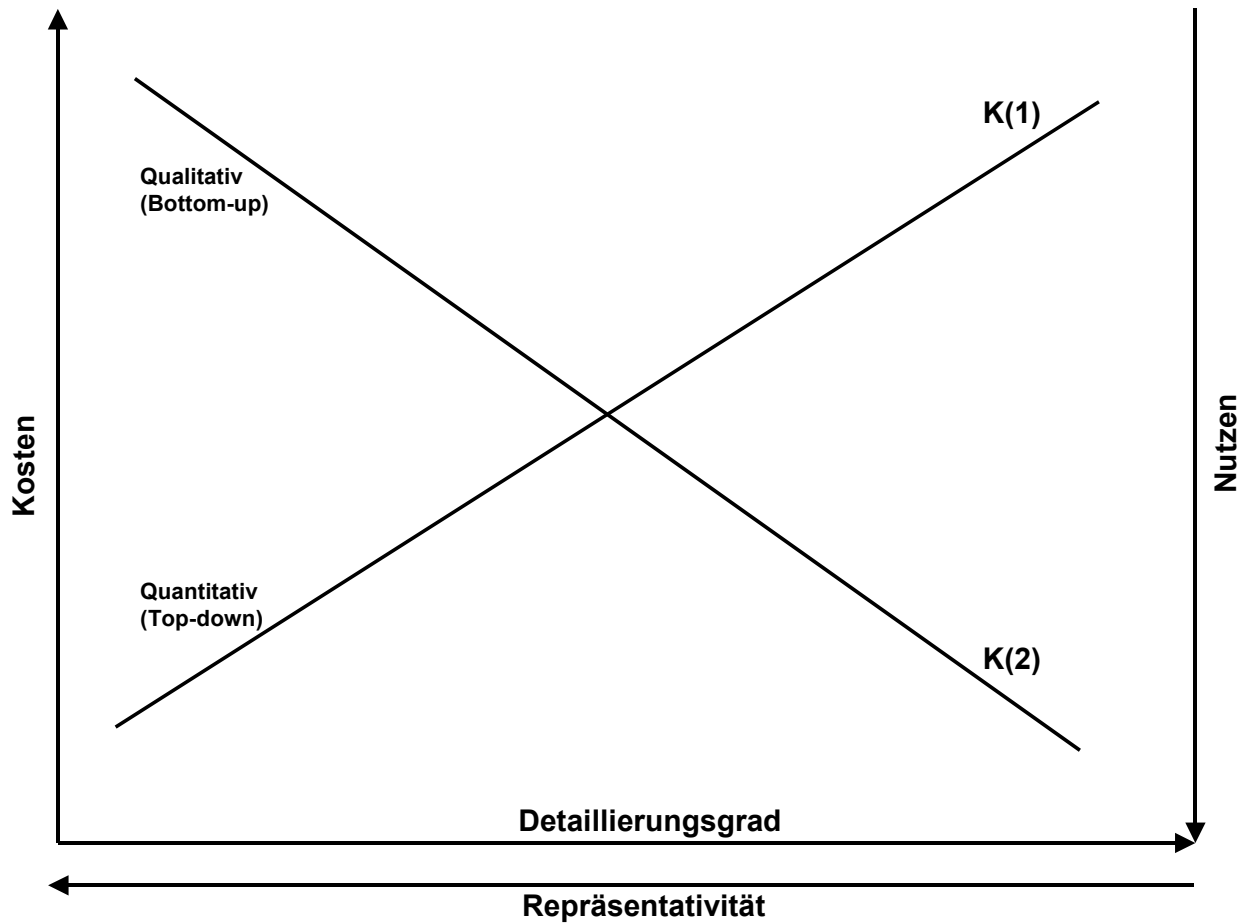 K(1)
Qualitativ
(Bottom-up)
Kosten
Nutzen
Quantitativ
(Top-down)
K(2)
Detaillierungsgrad
Repräsentativität